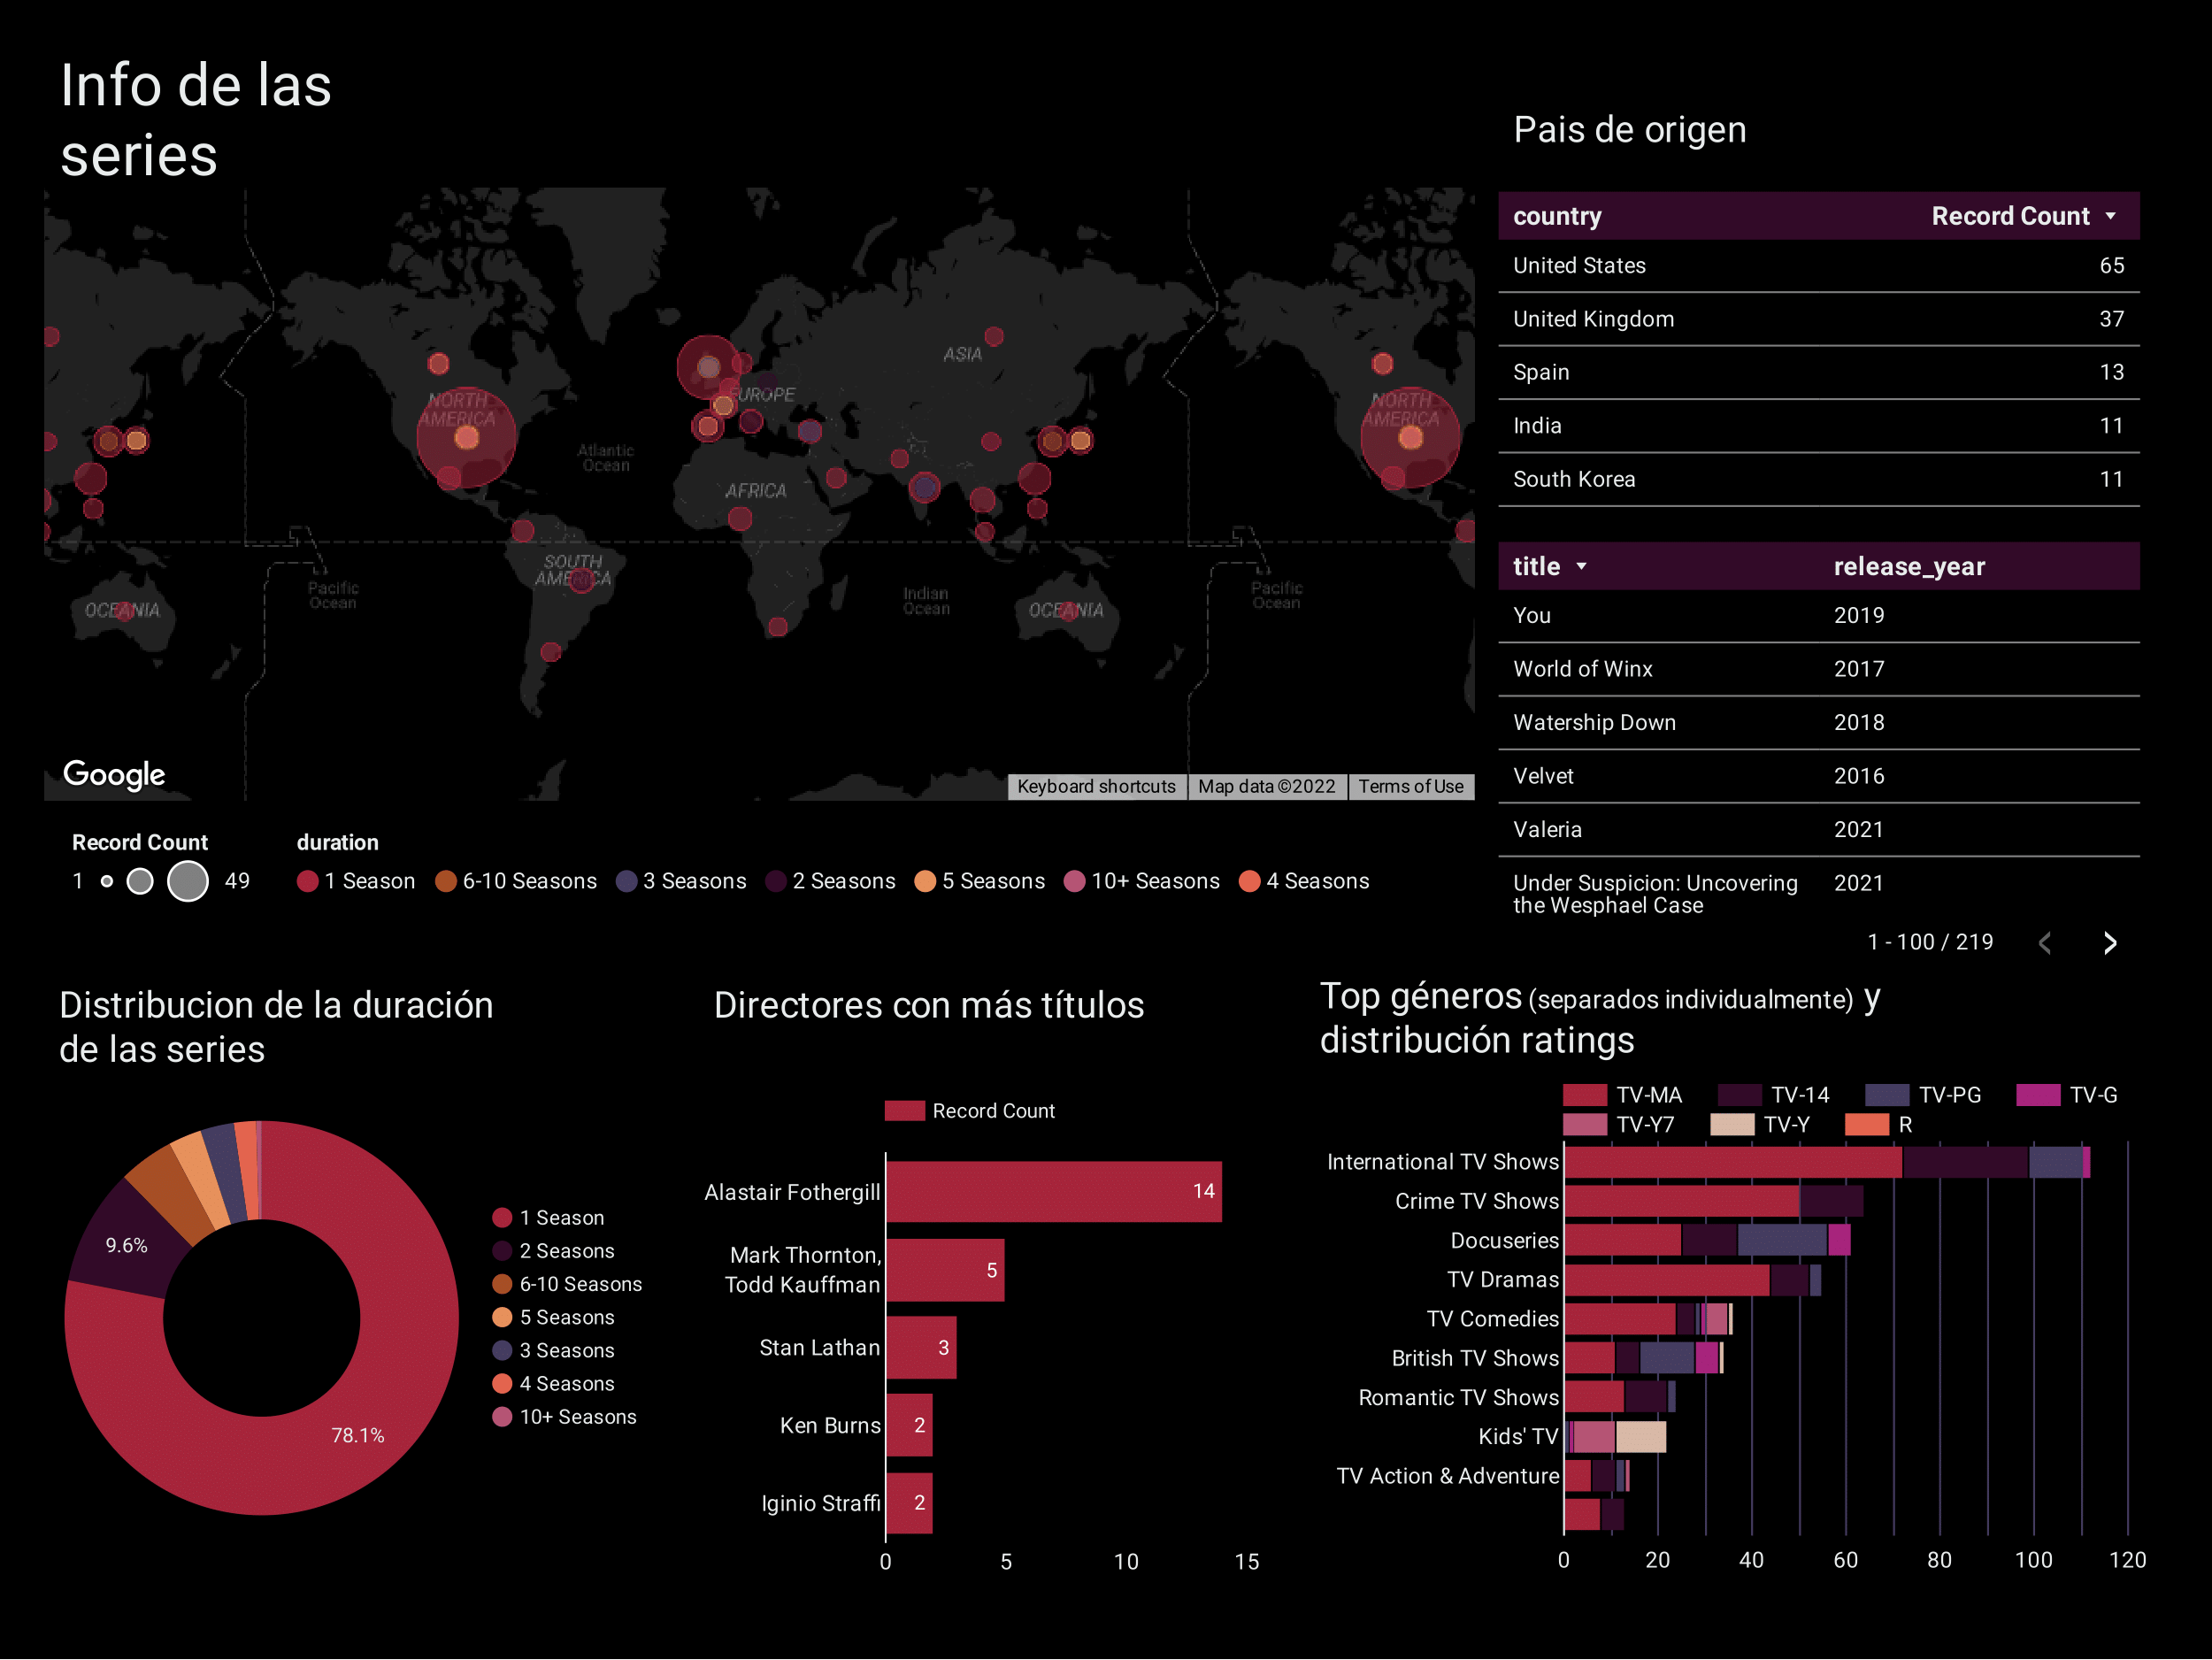 Info de las
series
Pais de origen
country Record Count
United States 65
United Kingdom 37
Spain 13
India 11
South Korea 11
title release_year
You 2019
World of Winx 2017
Watership Down 2018
Velvet 2016
Valeria 2021
Under Suspicion: Uncovering 2021
the Wesphael Case
1 - 100 / 219
NORTH
AMERICA
Atlantic
Ocean
EUROPE
ASIA
AFRICA
SOUTH
AMERICA
OCEANIA
Pacific
Ocean
Indian
Ocean
OCEANIA
Pacific
Ocean
NORTH
AMERICA
Google
Keyboard shortcuts Map data ©2022 Terms of Use
Record Count duration
1 49 1 Season 6-10 Seasons 3 Seasons 2 Seasons 5 Seasons 10+ Seasons 4 Seasons
Distribucion de la duración
de las series
9.6%
78.1%
1 Season
2 Seasons
6-10 Seasons
5 Seasons
3 Seasons
4 Seasons
10+ Seasons
Directores con más títulos
Record Count
Alastair Fothergill 14
Mark Thornton,
Todd Kauffman 5
Stan Lathan 3
Ken Burns 2
Iginio Straffi 2
0 5 10 15
Top géneros (separados individualmente) y
distribución ratings
TV-MA TV-14 TV-PG TV-G
TV-Y7 TV-Y R
International TV Shows
Crime TV Shows
Docuseries
TV Dramas
TV Comedies
British TV Shows
Romantic TV Shows
Kids' TV
TV Action & Adventure
0 20 40 60 80 100 120